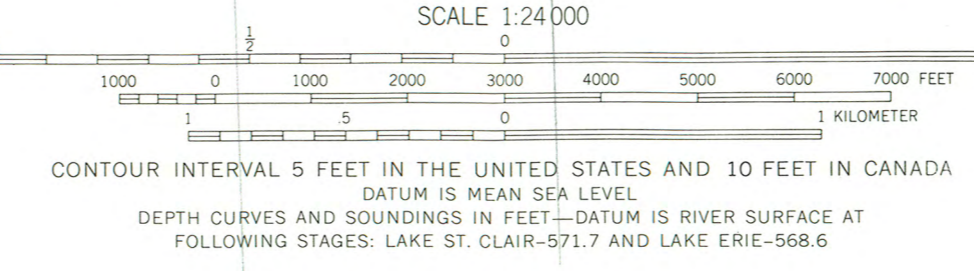 SCALE 1:24 000
1/2 0
1000 0 1000 2000 3000 4000 5000 6000 7000 FEET
1 .5 0 1 KILOMETER
CONTOUR INTERVAL 5 FEET IN THE UNITED STATES AND 10 FEET IN CANADA
DATUM IS MEAN SEA LEVEL
DEPTH CURVES AND SOUNDINGS IN FEET—DATUM IS RIVER SURFACE AT
FOLLOWING STAGES: LAKE ST. CLAIR–571.7 AND LAKE ERIE–568.6